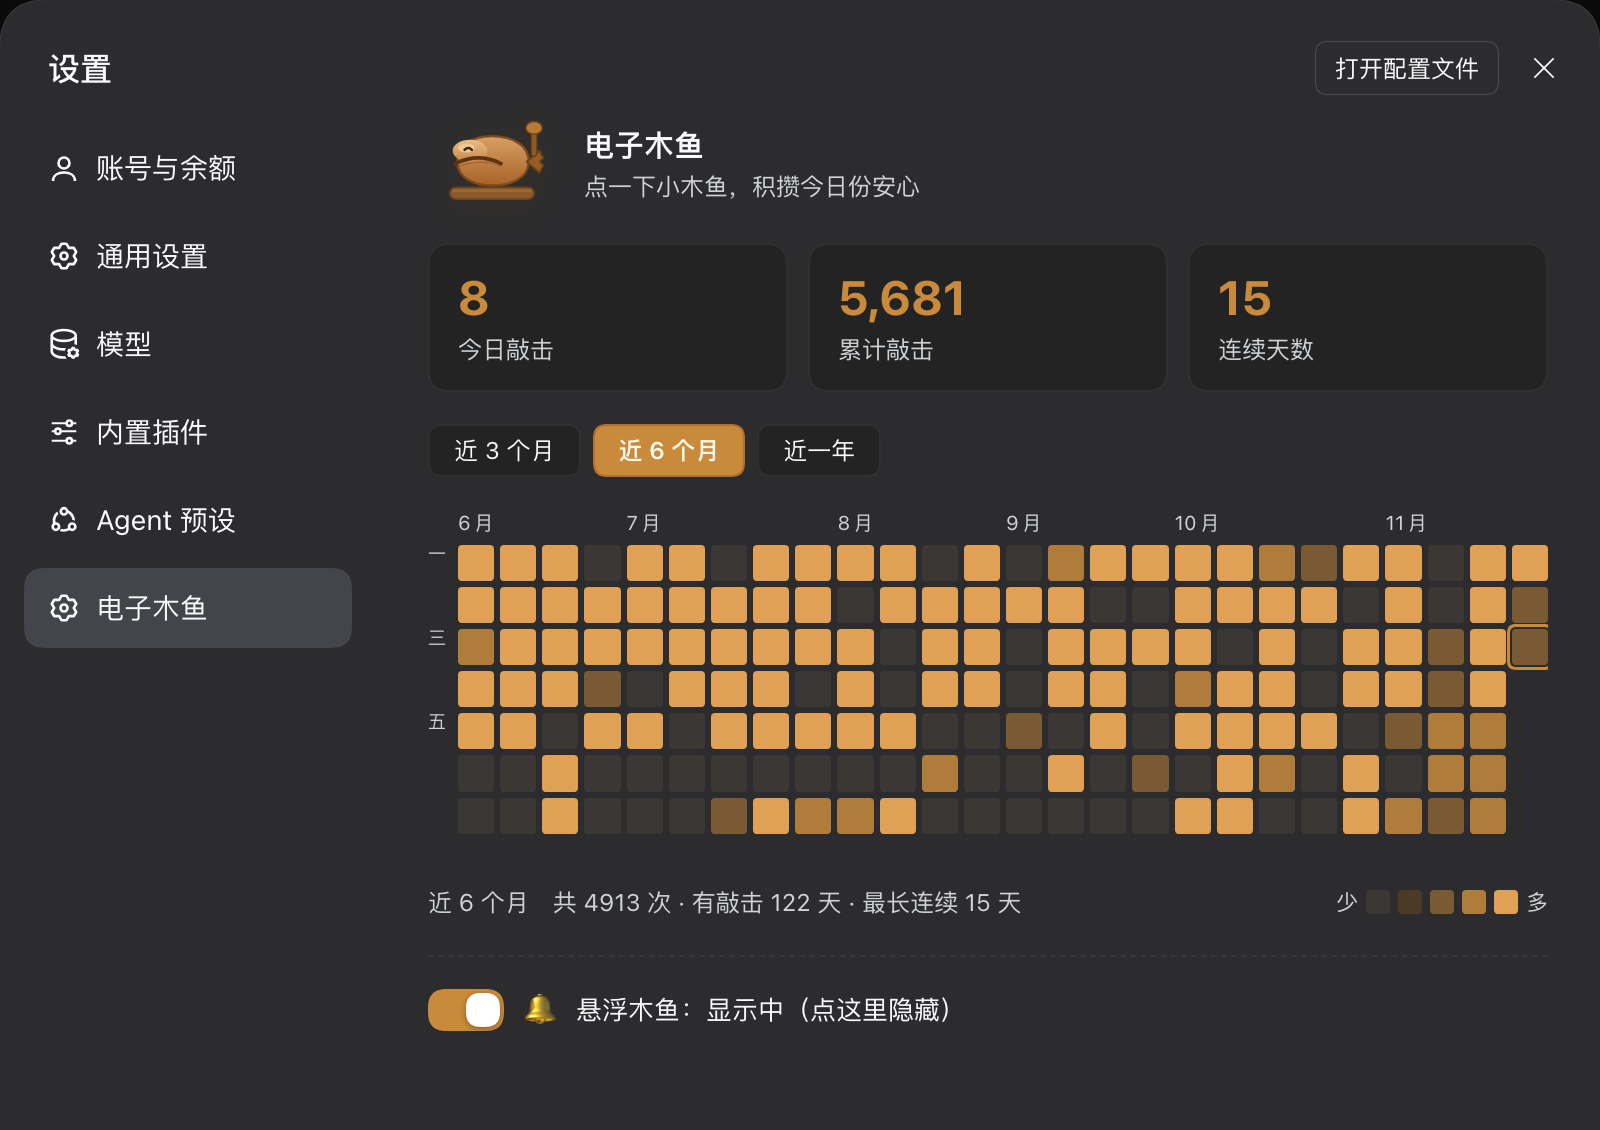 设置
打开配置文件
账号与余额
通用设置
模型
内置插件
Agent 预设
电子木鱼
电子木鱼
点一下小木鱼，积攒今日份安心
8
今日敲击
5,681
累计敲击
15
连续天数
近 3 个月
近 6 个月
近一年
6 月 7 月 8 月 9 月 10 月 11 月
一
三
五
近 6 个月 共 4913 次 · 有敲击 122 天 · 最长连续 15 天
少 多
悬浮木鱼：显示中（点这里隐藏）